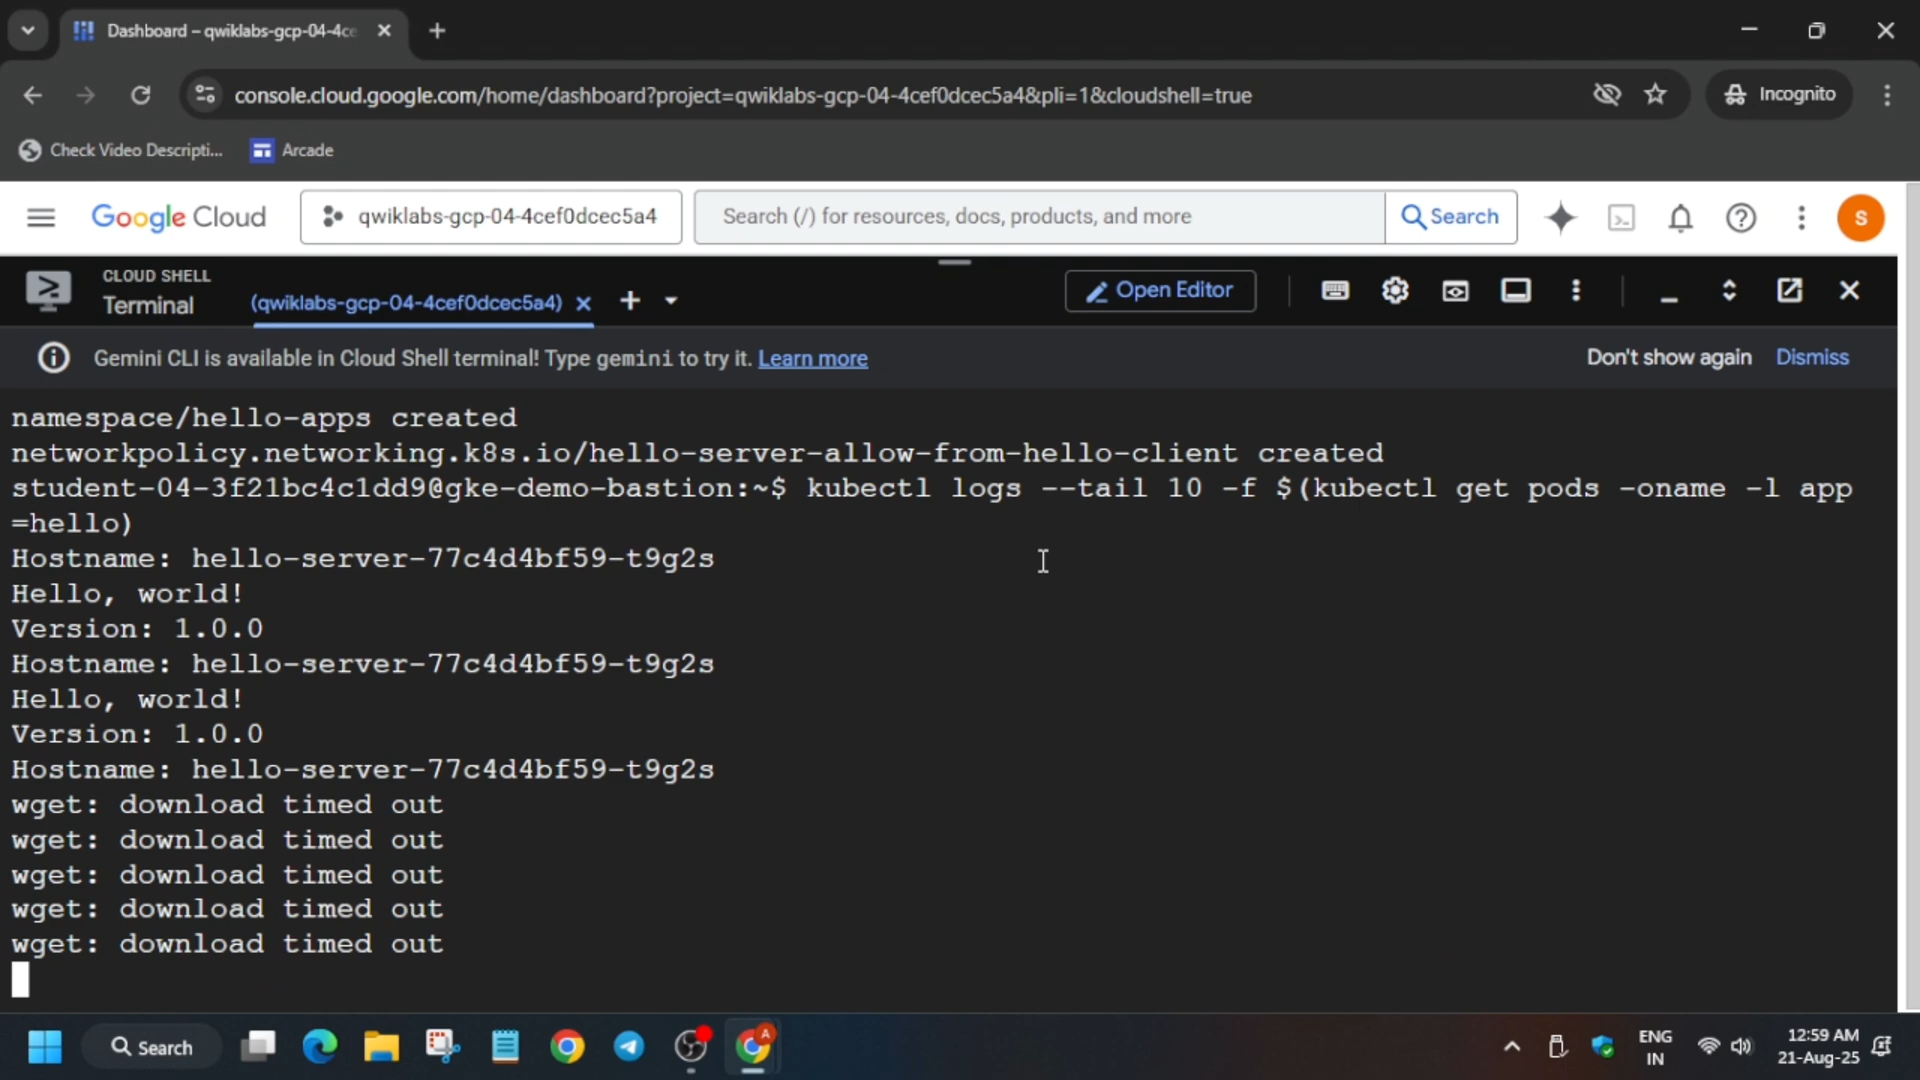 Dashboard – qwiklabs-gcp-04-4ce
console.cloud.google.com/home/dashboard?project=qwiklabs-gcp-04-4cef0dcec5a4&pli=1&cloudshell=true
Incognito
Check Video Descripti...
Arcade
Google Cloud
qwiklabs-gcp-04-4cef0dcec5a4
Search (/) for resources, docs, products, and more
Search
S
CLOUD SHELL
Terminal
(qwiklabs-gcp-04-4cef0dcec5a4)
Open Editor
Gemini CLI is available in Cloud Shell terminal! Type gemini to try it. Learn more
Don't show again
Dismiss
namespace/hello-apps created
networkpolicy.networking.k8s.io/hello-server-allow-from-hello-client created
student-04-3f21bc4c1dd9@gke-demo-bastion:~$ kubectl logs --tail 10 -f $(kubectl get pods -oname -l app
=hello)
Hostname: hello-server-77c4d4bf59-t9g2s
Hello, world!
Version: 1.0.0
Hostname: hello-server-77c4d4bf59-t9g2s
Hello, world!
Version: 1.0.0
Hostname: hello-server-77c4d4bf59-t9g2s
wget: download timed out
wget: download timed out
wget: download timed out
wget: download timed out
wget: download timed out
Search
A
ENG
IN
12:59 AM
21-Aug-25